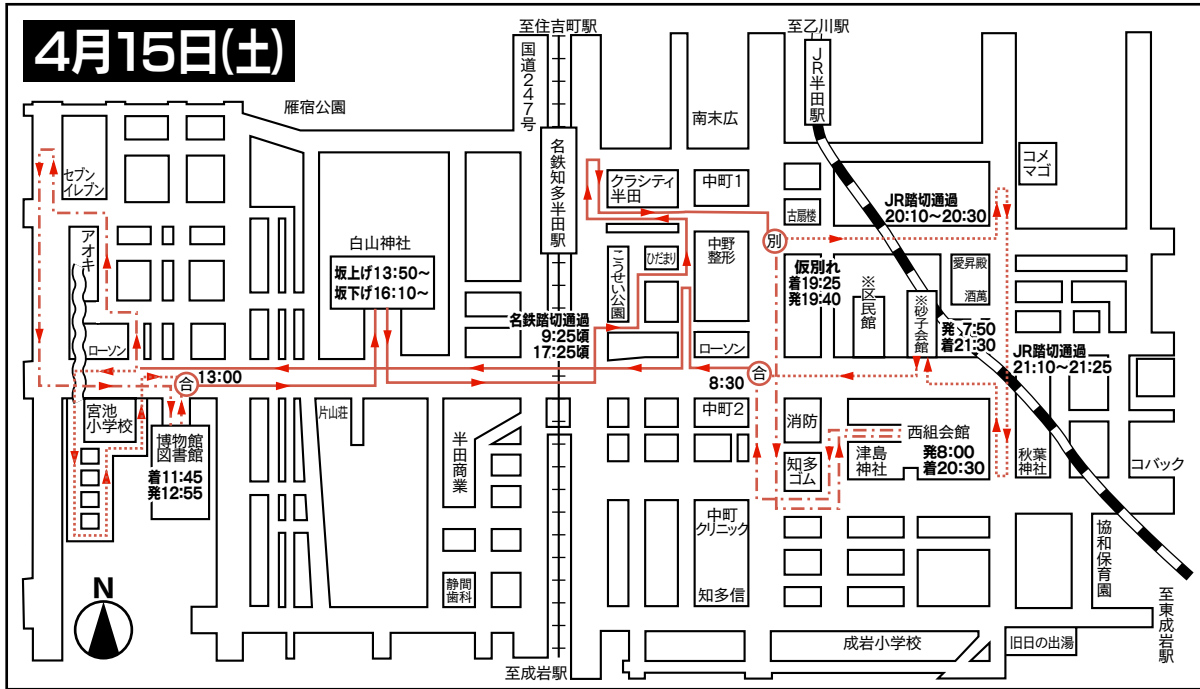 4月15日(土)
至住吉町駅
至乙川駅
国道247号
JR半田駅
雁宿公園
南末広
名鉄知多半田駅
コメ
マゴ
セブン
イレブン
クラシティ
半田
中町1
JR踏切通過
20:10〜20:30
古扇楼
別
アオキ
白山神社
坂上げ13:50〜
坂下げ16:10〜
こうせい公園
ひだまり
中野
整形
仮別れ
着19:25
発19:40
※区民館
※砂子会館
愛昇殿
酒萬
名鉄踏切通過
9:25頃
17:25頃
発 7:50
着21:30
ローソン
ローソン
JR踏切通過
21:10〜21:25
合
13:00
8:30
合
宮池
小学校
片山荘
中町2
消防
博物館
図書館
着11:45
発12:55
半田商業
知多
ゴム
津島
神社
西組会館
発8:00
着20:30
秋葉
神社
コバック
中町
クリニック
協和保育園
N
静間
歯科
知多信
至東成岩駅
成岩小学校
旧日の出湯
至成岩駅